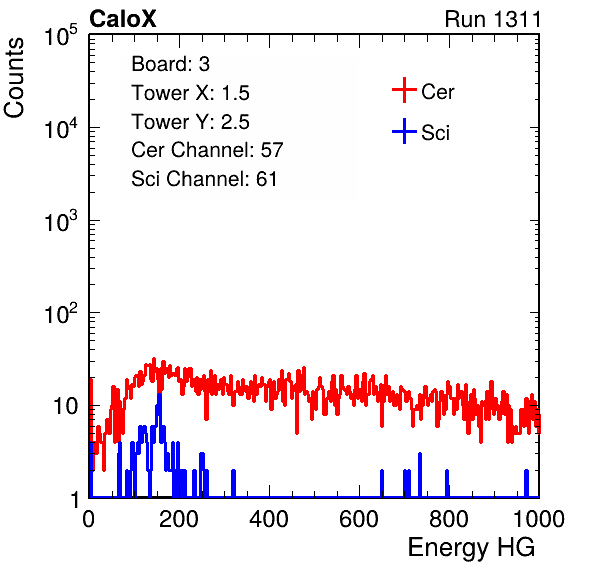 CaloX Run 1311
Counts
10^5
10^4
10^3
10^2
10
1
Board: 3
Tower X: 1.5
Tower Y: 2.5
Cer Channel: 57
Sci Channel: 61
Cer
Sci
0 200 400 600 800 1000
Energy HG